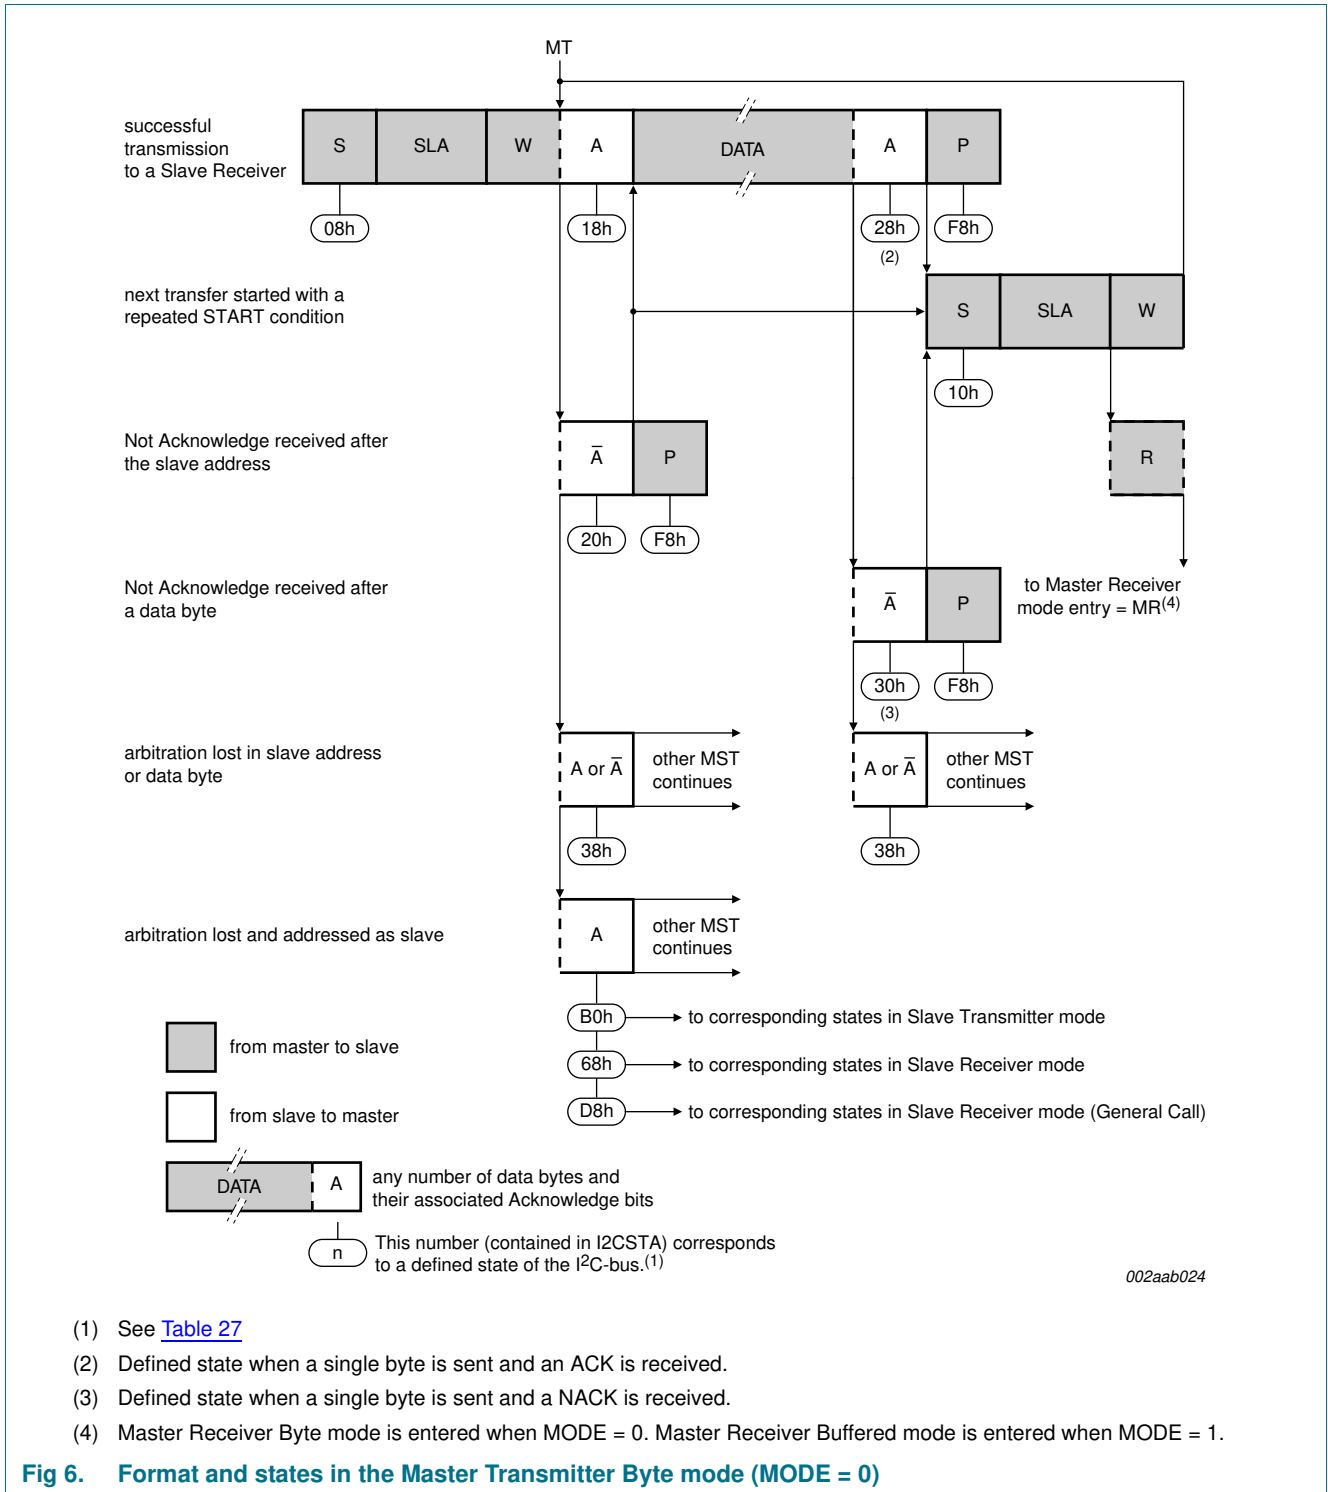 MT
successful
transmission
to a Slave Receiver
S SLA W A DATA A P
08h 18h 28h F8h
(2)
next transfer started with a
repeated START condition
S SLA W
10h
Not Acknowledge received after
the slave address
A̅ P R
20h F8h
Not Acknowledge received after
a data byte
A̅ P
to Master Receiver
mode entry = MR(4)
30h F8h
(3)
arbitration lost in slave address
or data byte
A or A̅
other MST
continues
A or A̅
other MST
continues
38h 38h
arbitration lost and addressed as slave
A
other MST
continues
B0h to corresponding states in Slave Transmitter mode
from master to slave
68h to corresponding states in Slave Receiver mode
from slave to master
D8h to corresponding states in Slave Receiver mode (General Call)
DATA A
any number of data bytes and
their associated Acknowledge bits
n
This number (contained in I2CSTA) corresponds
to a defined state of the I²C-bus.(1)
002aab024
(1) See Table 27
(2) Defined state when a single byte is sent and an ACK is received.
(3) Defined state when a single byte is sent and a NACK is received.
(4) Master Receiver Byte mode is entered when MODE = 0. Master Receiver Buffered mode is entered when MODE = 1.
Fig 6. Format and states in the Master Transmitter Byte mode (MODE = 0)